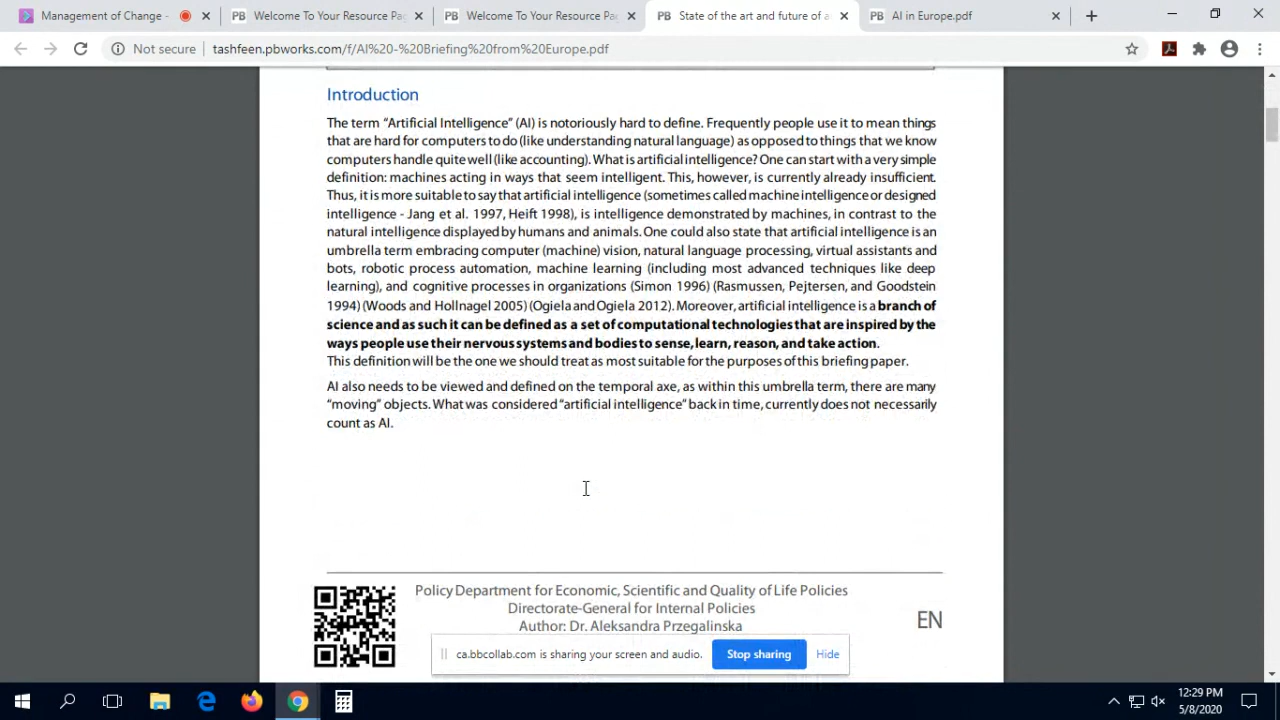 Management of Change -
Welcome To Your Resource Pa
Welcome To Your Resource Pa
State of the art and future of a
AI in Europe.pdf
Not secure
tashfeen.pbworks.com/f/AI%20-%20Briefing%20from%20Europe.pdf
Introduction
The term “Artificial Intelligence” (AI) is notoriously hard to define. Frequently people use it to mean things
that are hard for computers to do (like understanding natural language) as opposed to things that we know
computers handle quite well (like accounting). What is artificial intelligence? One can start with a very simple
definition: machines acting in ways that seem intelligent. This, however, is currently already insufficient.
Thus, it is more suitable to say that artificial intelligence (sometimes called machine intelligence or designed
intelligence - Jang et al. 1997, Heift 1998), is intelligence demonstrated by machines, in contrast to the
natural intelligence displayed by humans and animals. One could also state that artificial intelligence is an
umbrella term embracing computer (machine) vision, natural language processing, virtual assistants and
bots, robotic process automation, machine learning (including most advanced techniques like deep
learning), and cognitive processes in organizations (Simon 1996) (Rasmussen, Pejtersen, and Goodstein
1994) (Woods and Hollnagel 2005) (Ogiela and Ogiela 2012). Moreover, artificial intelligence is a branch of
science and as such it can be defined as a set of computational technologies that are inspired by the
ways people use their nervous systems and bodies to sense, learn, reason, and take action.
This definition will be the one we should treat as most suitable for the purposes of this briefing paper.
AI also needs to be viewed and defined on the temporal axe, as within this umbrella term, there are many
“moving” objects. What was considered “artificial intelligence” back in time, currently does not necessarily
count as AI.
Policy Department for Economic, Scientific and Quality of Life Policies
Directorate-General for Internal Policies
Author: Dr. Aleksandra Przegalinska
EN
ca.bbcollab.com is sharing your screen and audio.
Stop sharing
Hide
12:29 PM
5/8/2020